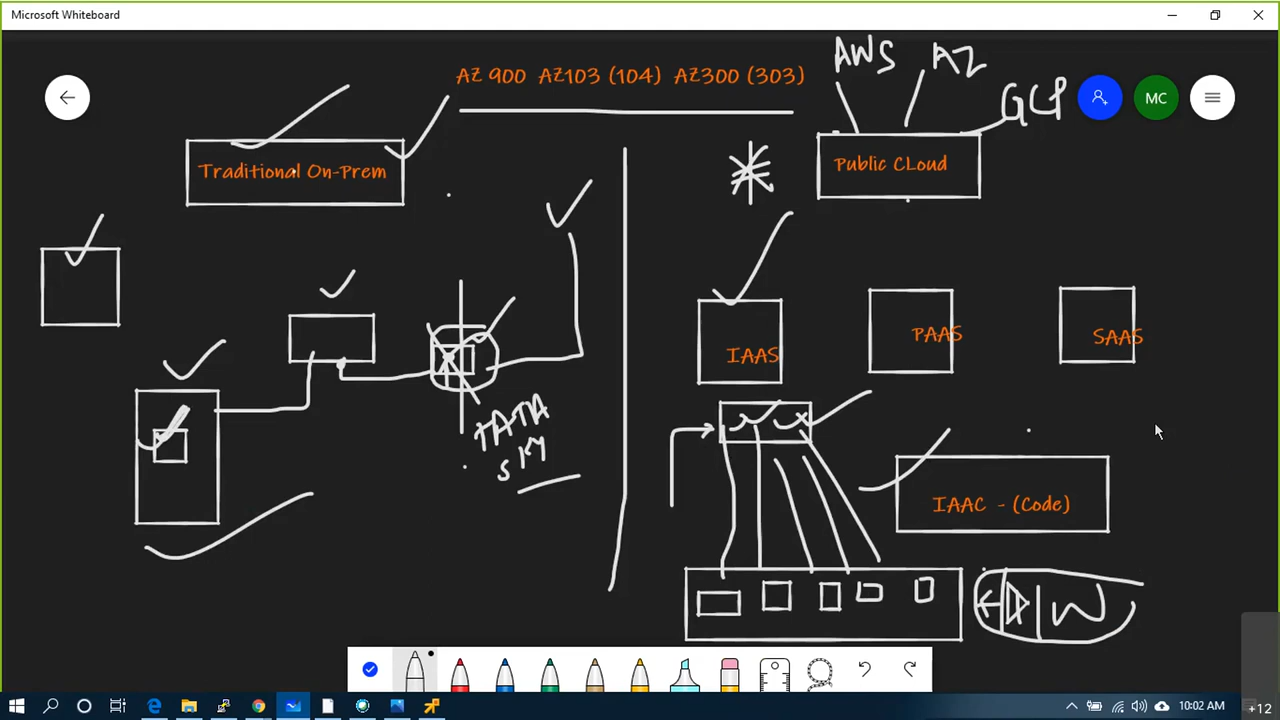 Microsoft Whiteboard
AZ 900 AZ103 (104) AZ300 (303)
AWS
AZ
GCP
MC
Traditional On-Prem
Public CLoud
IAAS
PAAS
SAAS
TATA
SKY
IAAC - (Code)
W
10:02 AM
+12